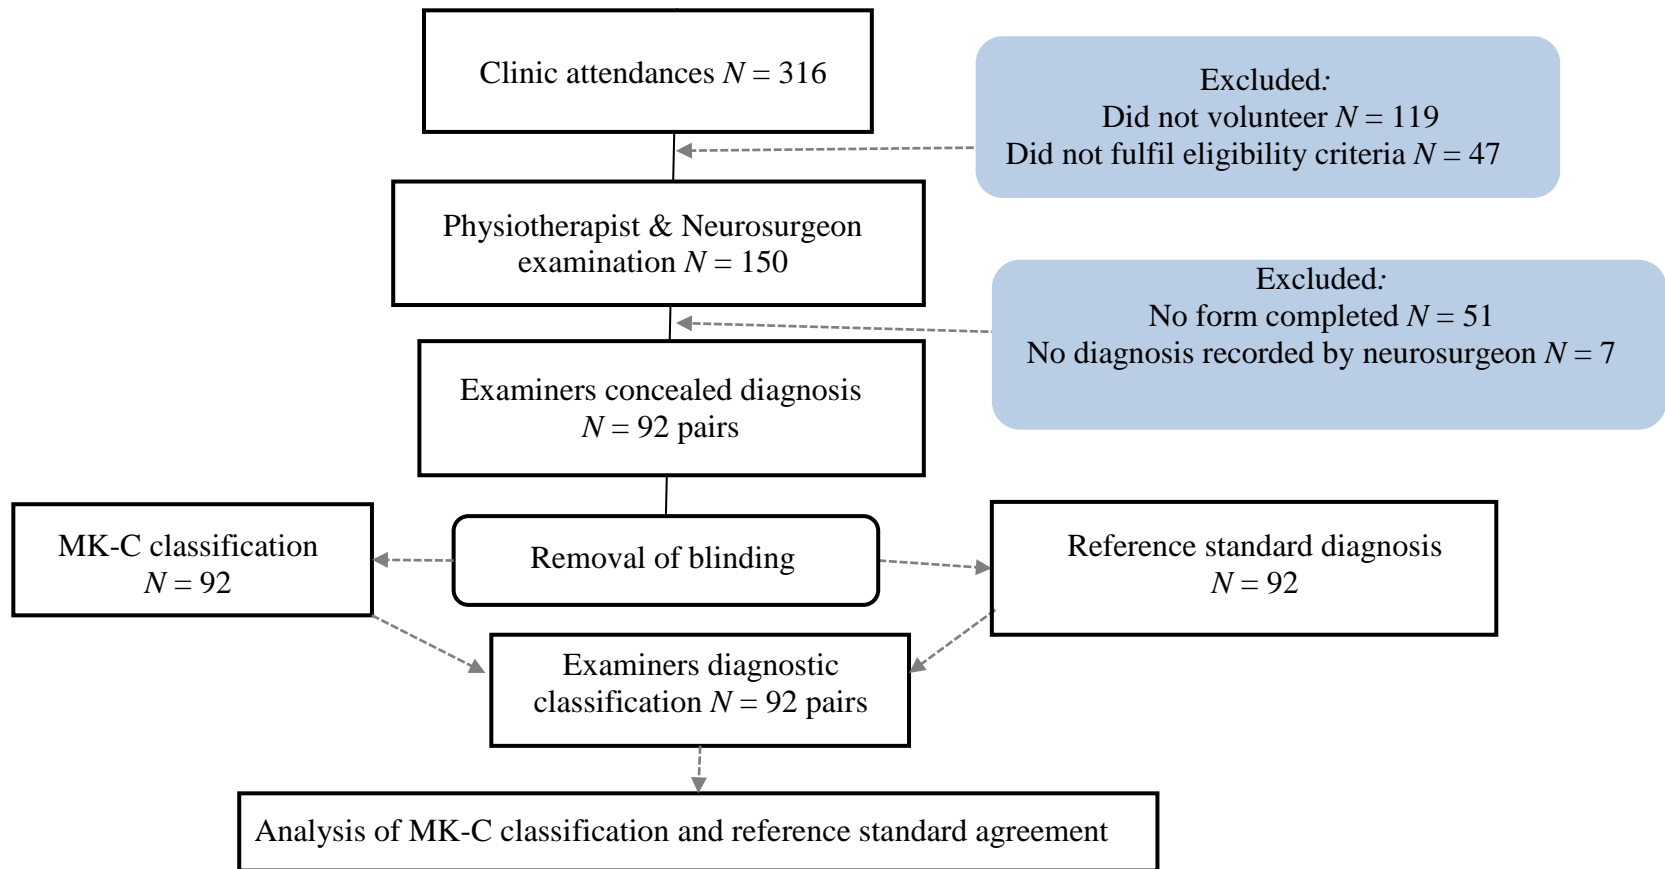 Clinic attendances N = 316
Excluded:
Did not volunteer N = 119
Did not fulfil eligibility criteria N = 47
Physiotherapist & Neurosurgeon
examination N = 150
Excluded:
No form completed N = 51
No diagnosis recorded by neurosurgeon N = 7
Examiners concealed diagnosis
N = 92 pairs
MK-C classification
N = 92
Removal of blinding
Reference standard diagnosis
N = 92
Examiners diagnostic
classification N = 92 pairs
Analysis of MK-C classification and reference standard agreement